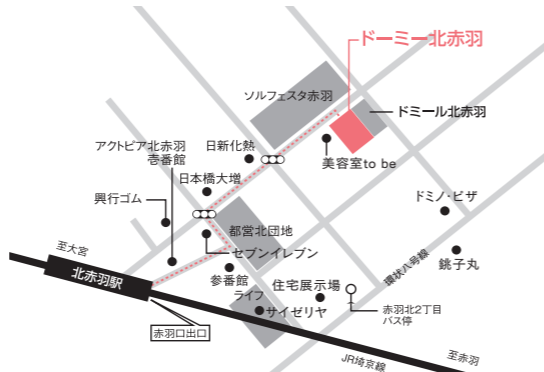 ドーミー北赤羽
ソルフェスタ赤羽
ドミール北赤羽
アクトピア北赤羽
壱番館
日新化熱
美容室to be
日本橋大増
興行ゴム
ドミノ・ピザ
都営北団地
セブンイレブン
至大宮
環状八号線
銚子丸
北赤羽駅
参番館
住宅展示場
ライフ
サイゼリヤ
赤羽北2丁目
バス停
赤羽口出口
JR埼京線
至赤羽